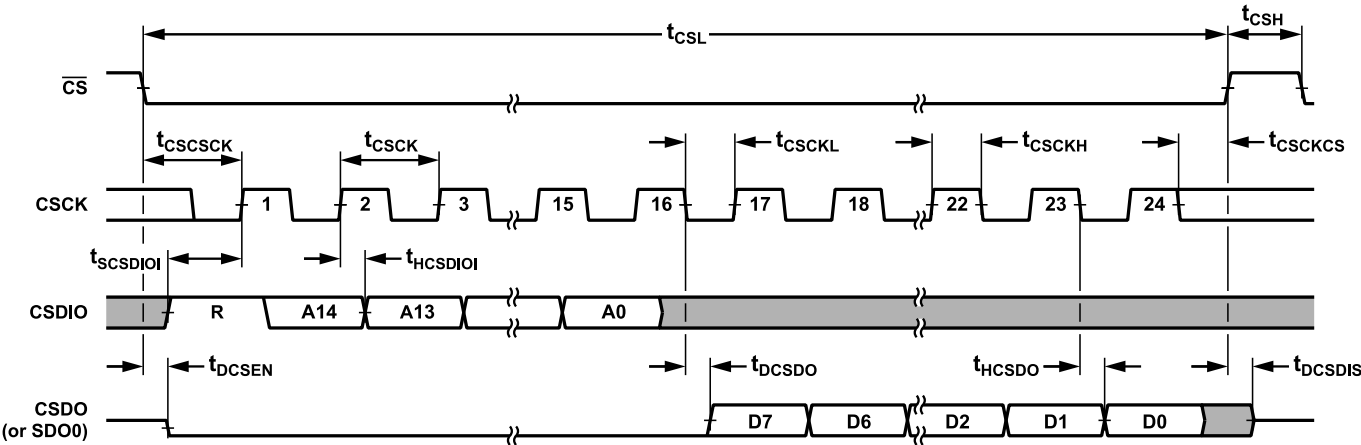 tCSL
tCSH
CS
tCSCSCK
tCSCK
tCSCKL
tCSCKH
tCSCKCS
CSCK
1
2
3
15
16
17
18
22
23
24
tSCSDIOI
tHCSDIOI
CSDIO
R
A14
A13
A0
tDCSEN
tDCSDO
tHCSDO
tDCSDIS
CSDO
(or SDO0)
D7
D6
D2
D1
D0